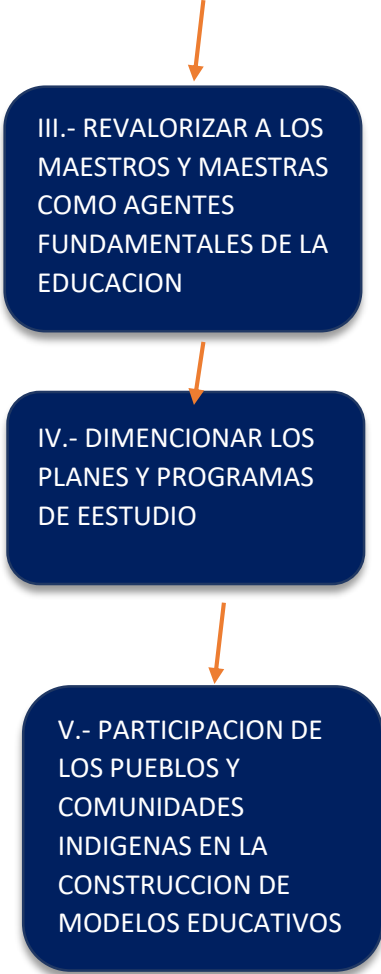 III.- REVALORIZAR A LOS
MAESTROS Y MAESTRAS
COMO AGENTES
FUNDAMENTALES DE LA
EDUCACION
IV.- DIMENCIONAR LOS
PLANES Y PROGRAMAS
DE EESTUDIO
V.- PARTICIPACION DE
LOS PUEBLOS Y
COMUNIDADES
INDIGENAS EN LA
CONSTRUCCION DE
MODELOS EDUCATIVOS